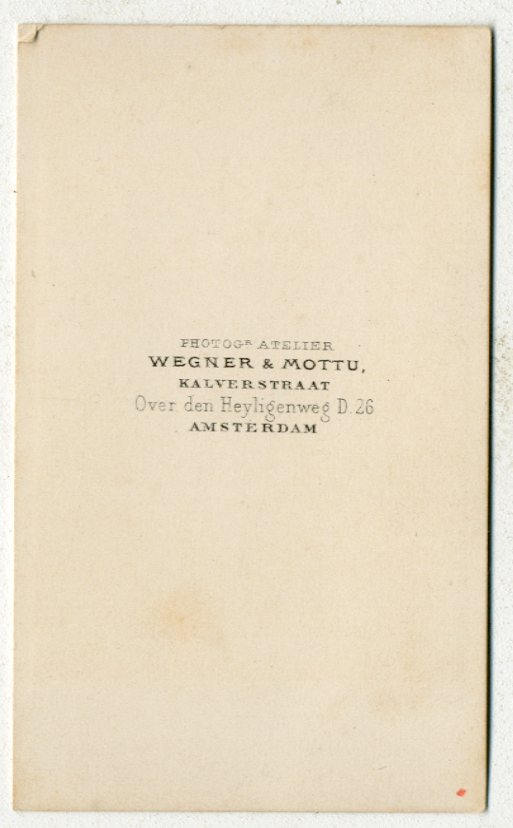 PHOTOGR. ATELIER
WEGNER & MOTTU,
KALVERSTRAAT
Over den Heyligenweg D.26
AMSTERDAM